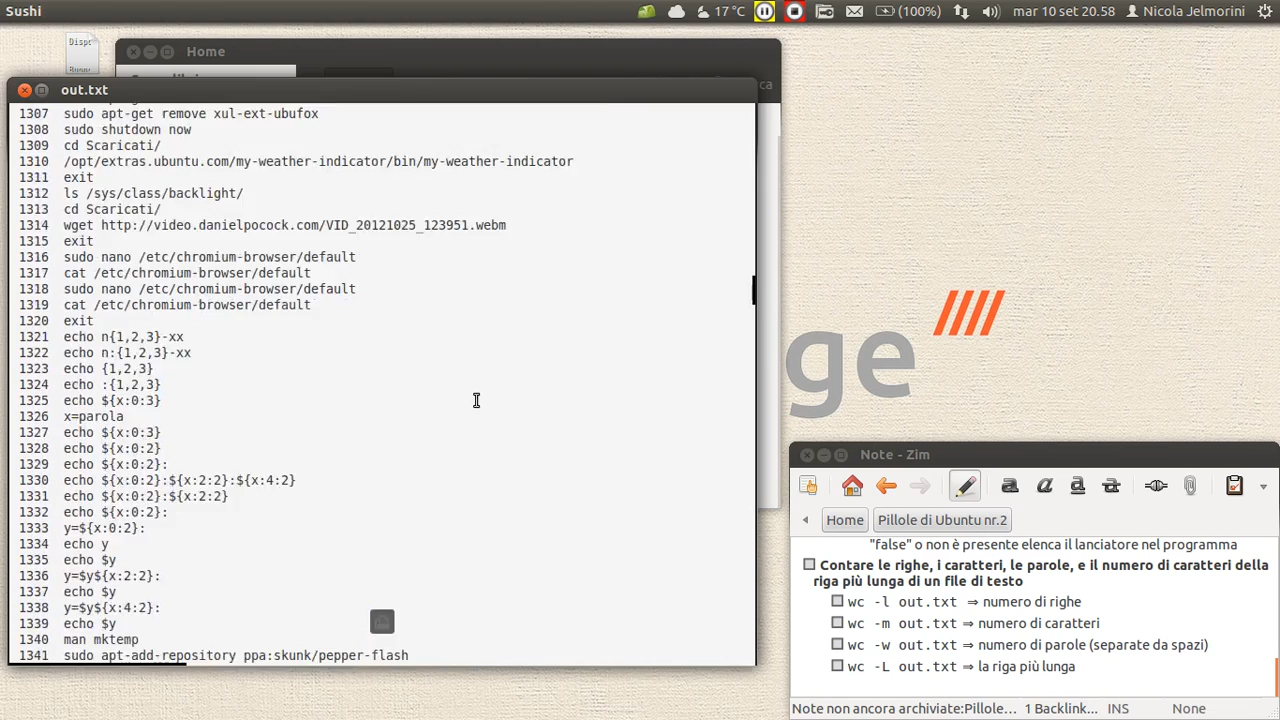 Sushi
17 °C
(100%)
mar 10 set 20.58
Nicola Jelmorini
Home
ca
out.txt
1307 sudo apt-get remove xul-ext-ubufox
1308 sudo shutdown now
1309 cd Scaricati/
1310 /opt/extras.ubuntu.com/my-weather-indicator/bin/my-weather-indicator
1311 exit
1312 ls /sys/class/backlight/
1313 cd Scaricati/
1314 wget http://video.danielpocock.com/VID_20121025_123951.webm
1315 exit
1316 sudo nano /etc/chromium-browser/default
1317 cat /etc/chromium-browser/default
1318 sudo nano /etc/chromium-browser/default
1319 cat /etc/chromium-browser/default
1320 exit
1321 echo n{1,2,3}-xx
1322 echo n:{1,2,3}-xx
1323 echo {1,2,3}
1324 echo :{1,2,3}
1325 echo ${x:0:3}
1326 x=parola
1327 echo ${x:0:3}
1328 echo ${x:0:2}
1329 echo ${x:0:2}:
1330 echo ${x:0:2}:${x:2:2}:${x:4:2}
1331 echo ${x:0:2}:${x:2:2}
1332 echo ${x:0:2}:
1333 y=${x:0:2}:
1334 echo y
1335 echo $y
1336 y=$y${x:2:2}:
1337 echo $y
1338 y=$y${x:4:2}:
1339 echo $y
1340 man mktemp
1341 sudo apt-add-repository ppa:skunk/pepper-flash
ge
Note - Zim
Home
Pillole di Ubuntu nr.2
"false" o non è presente elenca il lanciatore nel programma
Contare le righe, i caratteri, le parole, e il numero di caratteri della
riga più lunga di un file di testo
wc -l out.txt ⇒ numero di righe
wc -m out.txt ⇒ numero di caratteri
wc -w out.txt ⇒ numero di parole (separate da spazi)
wc -L out.txt ⇒ la riga più lunga
Note non ancora archiviate:Pillole...
1 Backlink...
INS
None